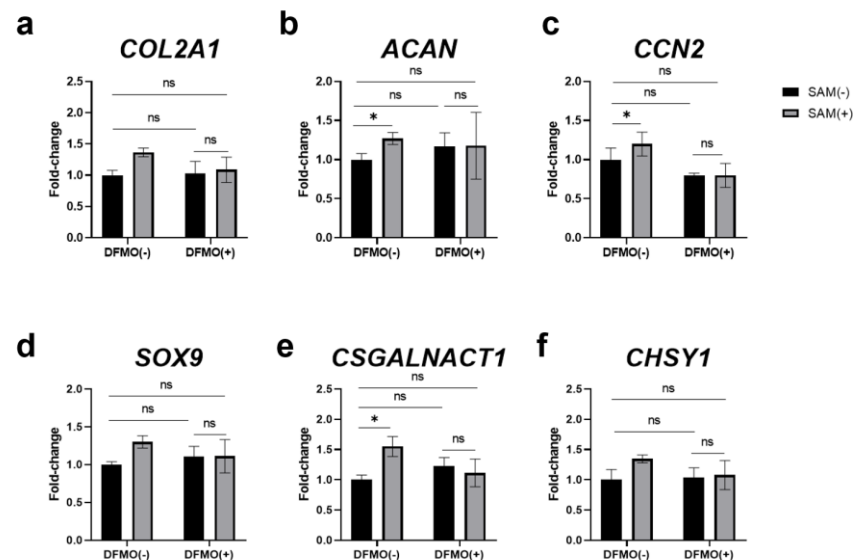 a
COL2A1
Fold-change
2.5
2.0
1.5
1.0
0.5
0.0
ns
ns
ns
DFMO(-)
DFMO(+)
b
ACAN
Fold-change
2.5
2.0
1.5
1.0
0.5
0.0
ns
ns
ns
*
DFMO(-)
DFMO(+)
c
CCN2
Fold-change
2.5
2.0
1.5
1.0
0.5
0.0
ns
ns
*
ns
DFMO(-)
DFMO(+)
SAM(-)
SAM(+)
d
SOX9
Fold-change
2.0
1.5
1.0
0.5
0.0
ns
ns
ns
DFMO(-)
DFMO(+)
e
CSGALNACT1
Fold-change
2.5
2.0
1.5
1.0
0.5
0.0
ns
ns
*
ns
DFMO(-)
DFMO(+)
f
CHSY1
Fold-change
2.5
2.0
1.5
1.0
0.5
0.0
ns
ns
ns
DFMO(-)
DFMO(+)